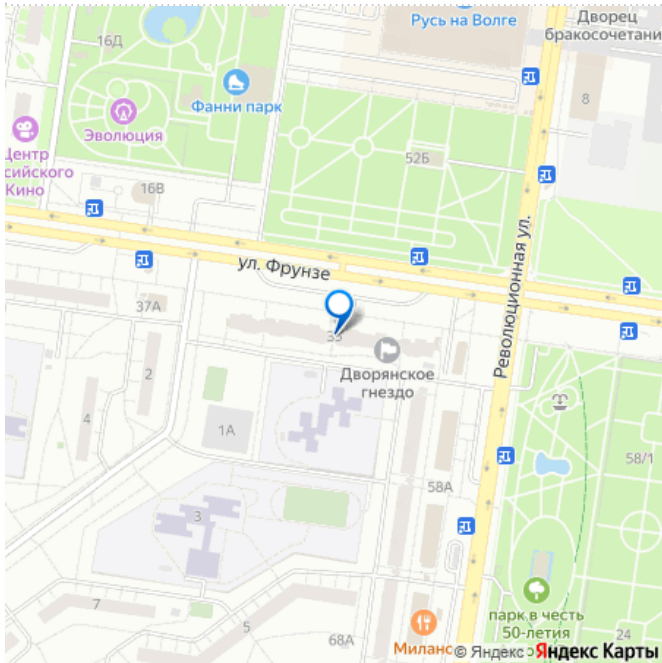 Русь на Волге
Дворец
бракосочетани
16Д
8
Фанни парк
Эволюция
Центр
сийского
Кино
52Б
16В
ул. Фрунзе
Революционная ул.
37А
2
Дворянское
гнездо
4
1А
58/1
58А
3
7
5
68А
парк в честь
50-летия
24
Миланс
© Яндекс Яндекс Карты